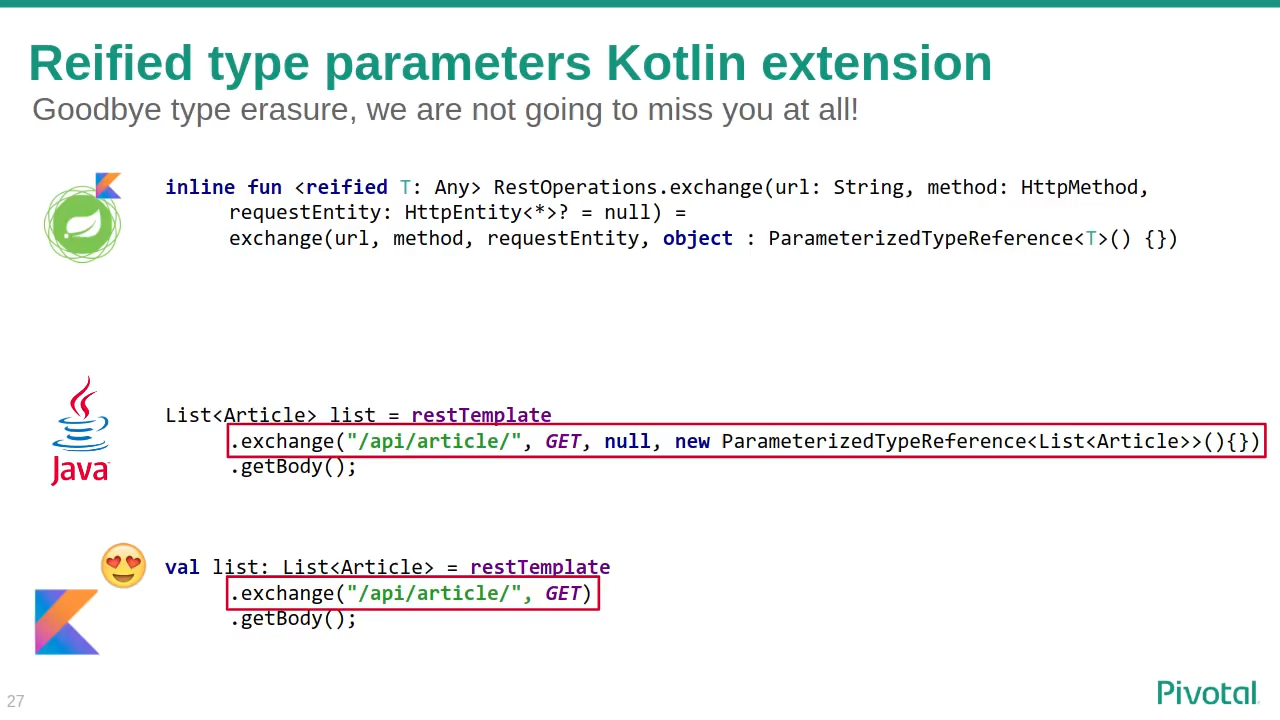 Reified type parameters Kotlin extension
Goodbye type erasure, we are not going to miss you at all!
inline fun <reified T: Any> RestOperations.exchange(url: String, method: HttpMethod,
requestEntity: HttpEntity<*>? = null) =
exchange(url, method, requestEntity, object : ParameterizedTypeReference<T>() {})
List<Article> list = restTemplate
.exchange("/api/article/", GET, null, new ParameterizedTypeReference<List<Article>>(){})
.getBody();
Java
val list: List<Article> = restTemplate
.exchange("/api/article/", GET)
.getBody();
27
Pivotal